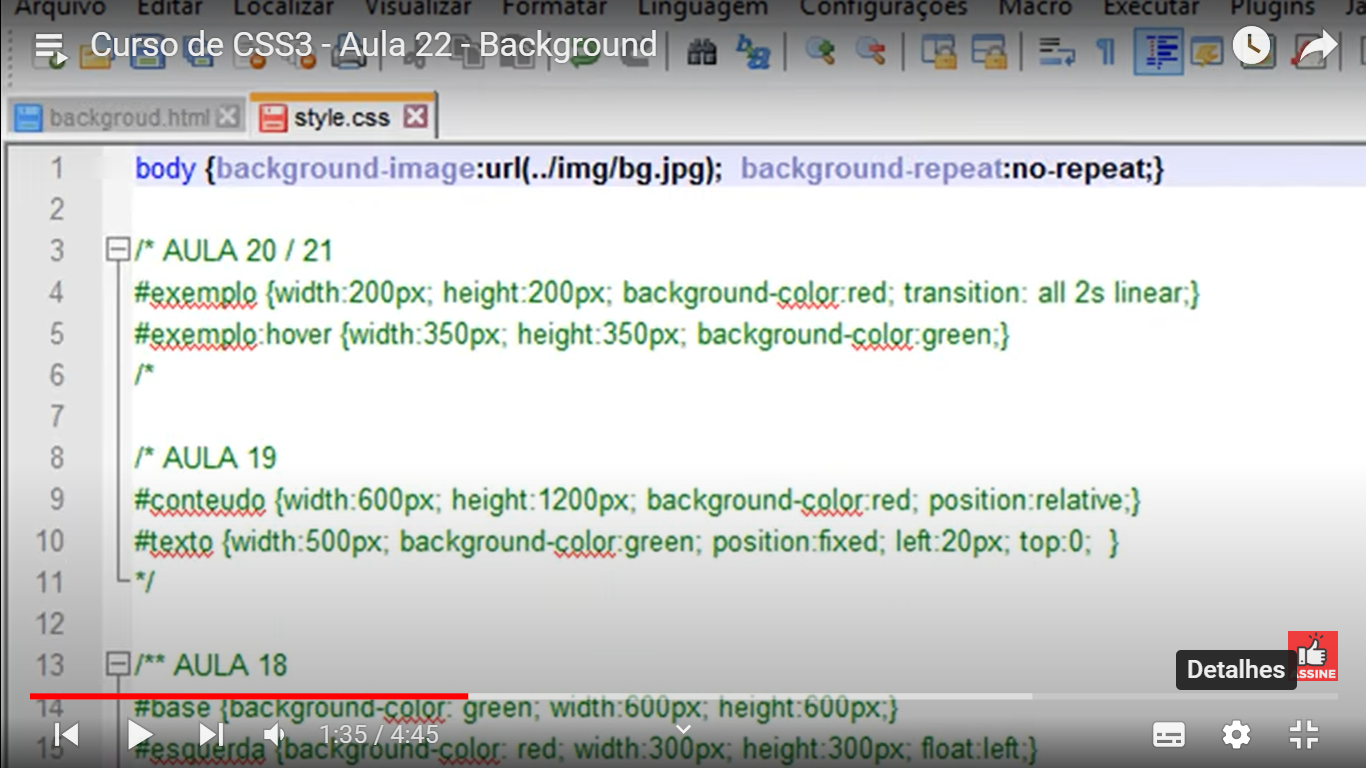 Arquivo Editar Localizar Visualizar Formatar Linguagem Configurações Macro Executar Plugins
Curso de CSS3 - Aula 22 - Background
backgroud.html style.css
1 body {background-image:url(../img/bg.jpg); background-repeat:no-repeat;}
2
3 /* AULA 20 / 21
4 #exemplo {width:200px; height:200px; background-color:red; transition: all 2s linear;}
5 #exemplo:hover {width:350px; height:350px; background-color:green;}
6 /*
7
8 /* AULA 19
9 #conteudo {width:600px; height:1200px; background-color:red; position:relative;}
10 #texto {width:500px; background-color:green; position:fixed; left:20px; top:0; }
11 */
12
13 /** AULA 18
Detalhes
SSINE
14 #base {background-color: green; width:600px; height:600px;}
1:35 / 4:45
15 #esquerda {background-color: red; width:300px; height:300px; float:left;}